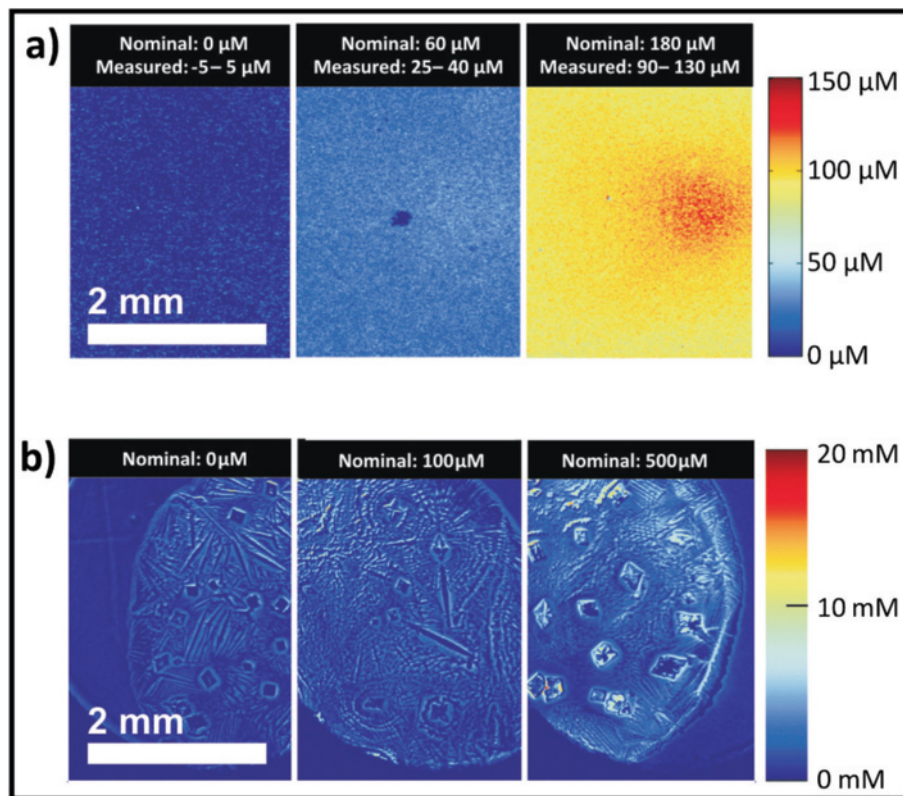 a)
Nominal: 0 µM
Measured: -5– 5 µM
Nominal: 60 µM
Measured: 25– 40 µM
Nominal: 180 µM
Measured: 90– 130 µM
150 µM
100 µM
50 µM
0 µM
2 mm
b)
Nominal: 0µM
Nominal: 100µM
Nominal: 500µM
20 mM
10 mM
0 mM
2 mm